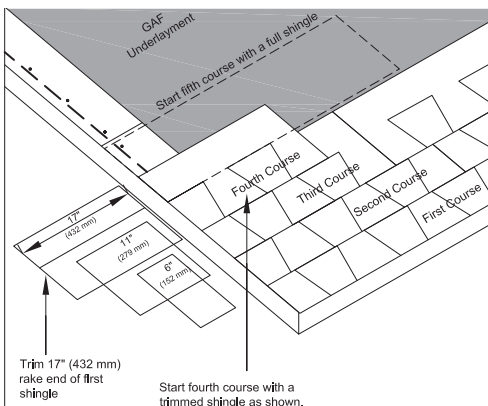 GAF
Underlayment
Start fifth course with a full shingle
Fourth Course
Third Course
Second Course
First Course
17"
(432 mm)
11"
(279 mm)
6"
(152 mm)
Trim 17" (432 mm)
rake end of first
shingle
Start fourth course with a
trimmed shingle as shown.